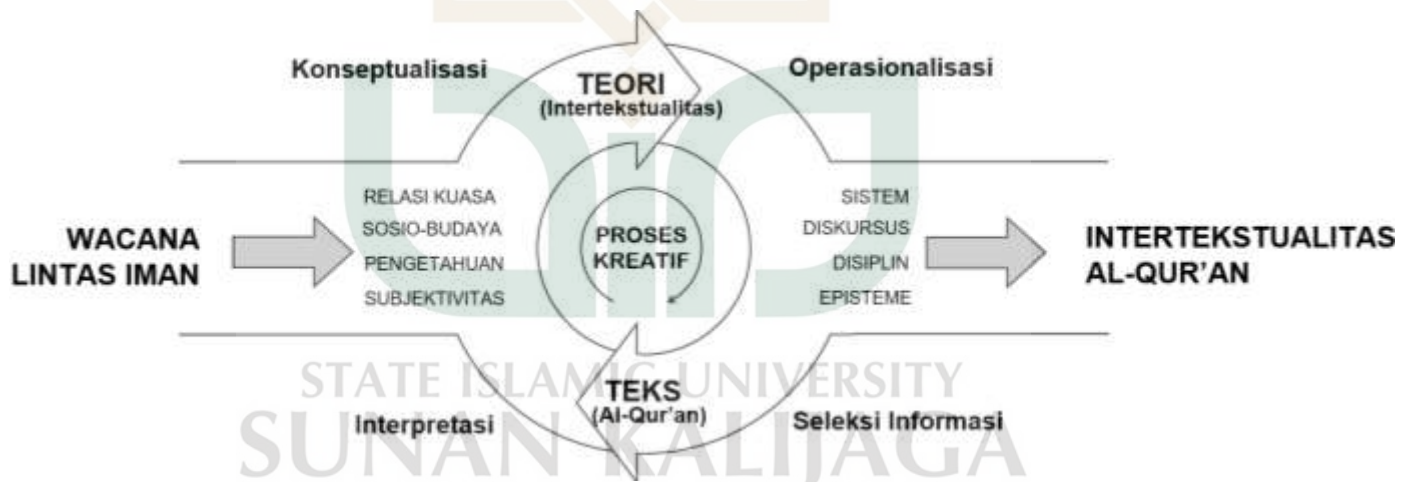 Konseptualisasi
Operasionalisasi
TEORI
(Intertekstualitas)
WACANA
LINTAS IMAN
RELASI KUASA
SOSIO-BUDAYA
PENGETAHUAN
SUBJEKTIVITAS
PROSES
KREATIF
SISTEM
DISKURSUS
DISIPLIN
EPISTEME
INTERTEKSTUALITAS
AL-QUR’AN
TEKS
(Al-Qur'an)
Interpretasi
Seleksi Informasi
STATE ISLAMIC UNIVERSITY
SUNAN KALIJAGA